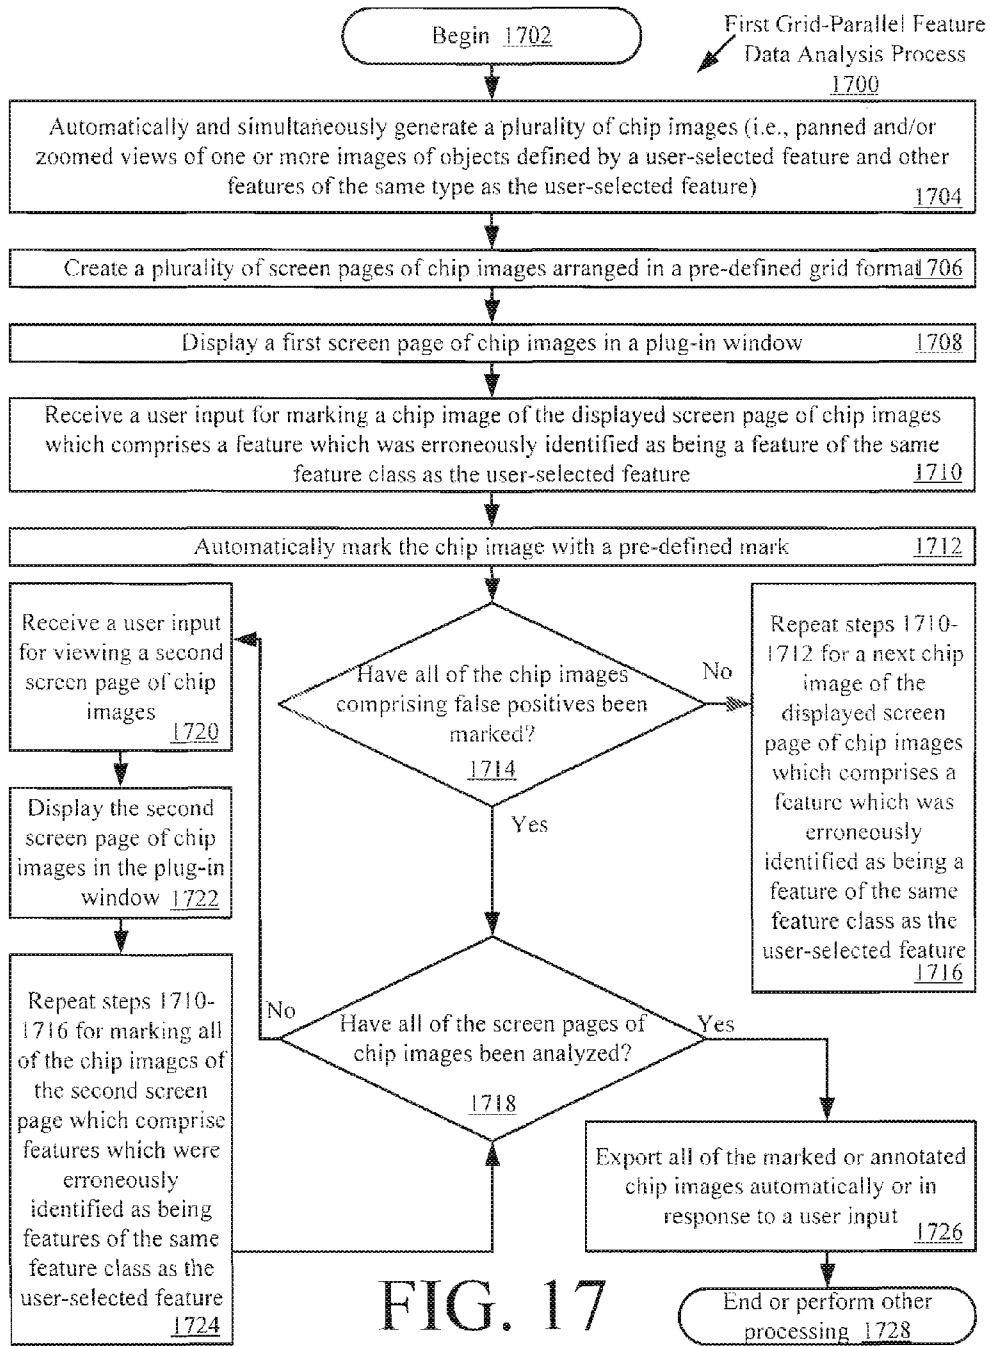 Begin 1702
First Grid-Parallel Feature
Data Analysis Process
1700
Automatically and simultaneously generate a plurality of chip images (i.e., panned and/or
zoomed views of one or more images of objects defined by a user-selected feature and other
features of the same type as the user-selected feature)
1704
Create a plurality of screen pages of chip images arranged in a pre-defined grid format 1706
Display a first screen page of chip images in a plug-in window 1708
Receive a user input for marking a chip image of the displayed screen page of chip images
which comprises a feature which was erroneously identified as being a feature of the same
feature class as the user-selected feature 1710
Automatically mark the chip image with a pre-defined mark 1712
Have all of the chip images
comprising false positives been
marked?
1714
No
Yes
Repeat steps 1710-
1712 for a next chip
image of the
displayed screen
page of chip images
which comprises a
feature which was
erroneously
identified as being a
feature of the same
feature class as the
user-selected feature
1716
Have all of the screen pages of
chip images been analyzed?
1718
No
Yes
Receive a user input
for viewing a second
screen page of chip
images 1720
Display the second
screen page of chip
images in the plug-in
window 1722
Repeat steps 1710-
1716 for marking all
of the chip images of
the second screen
page which comprise
features which were
erroneously
identified as being
features of the same
feature class as the
user-selected feature
1724
Export all of the marked or annotated
chip images automatically or in
response to a user input 1726
End or perform other
processing 1728
FIG. 17